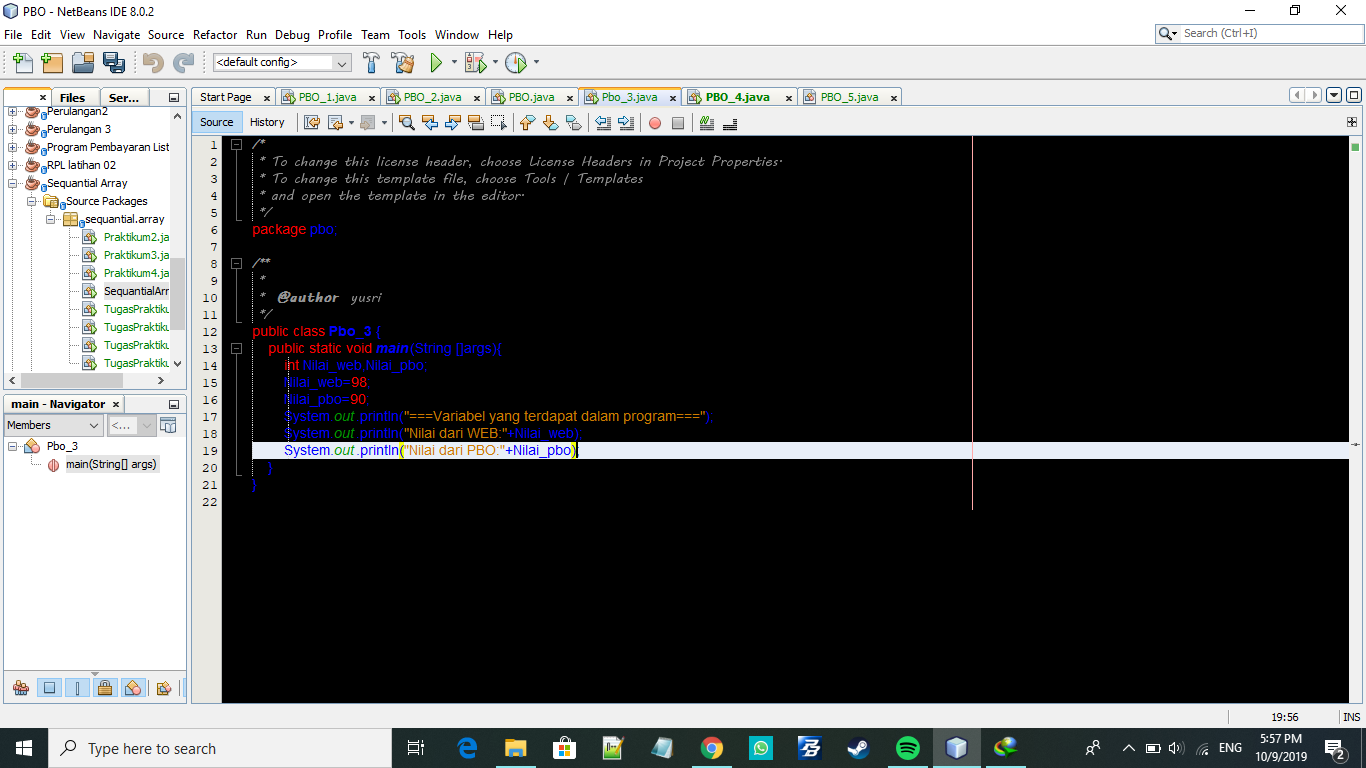 PBO - NetBeans IDE 8.0.2
File Edit View Navigate Source Refactor Run Debug Profile Team Tools Window Help
Search (Ctrl+I)
<default config>
Files Ser...
Start Page PBO_1.java PBO_2.java PBO.java Pbo_3.java PBO_4.java PBO_5.java
Source History
Perulangan2
Perulangan 3
Program Pembayaran List
RPL latihan 02
Sequantial Array
Source Packages
sequantial.array
Praktikum2.ja
Praktikum3.ja
Praktikum4.ja
SequantialArr
TugasPraktiku
TugasPraktiku
TugasPraktiku
TugasPraktiku
main - Navigator
Members <...
Pbo_3
main(String[] args)
1 /*
2 * To change this license header, choose License Headers in Project Properties.
3 * To change this template file, choose Tools | Templates
4 * and open the template in the editor.
5 */
6 package pbo;
7
8 /**
9 *
10 * @author yusri
11 */
12 public class Pbo_3 {
13 public static void main(String []args){
14 int Nilai_web,Nilai_pbo;
15 Nilai_web=98;
16 Nilai_pbo=90;
17 System.out.println("===Variabel yang terdapat dalam program===");
18 System.out.println("Nilai dari WEB:"+Nilai_web);
19 System.out.println("Nilai dari PBO:"+Nilai_pbo);
20 }
21 }
22
19:56 INS
Type here to search
ENG
5:57 PM
10/9/2019
2